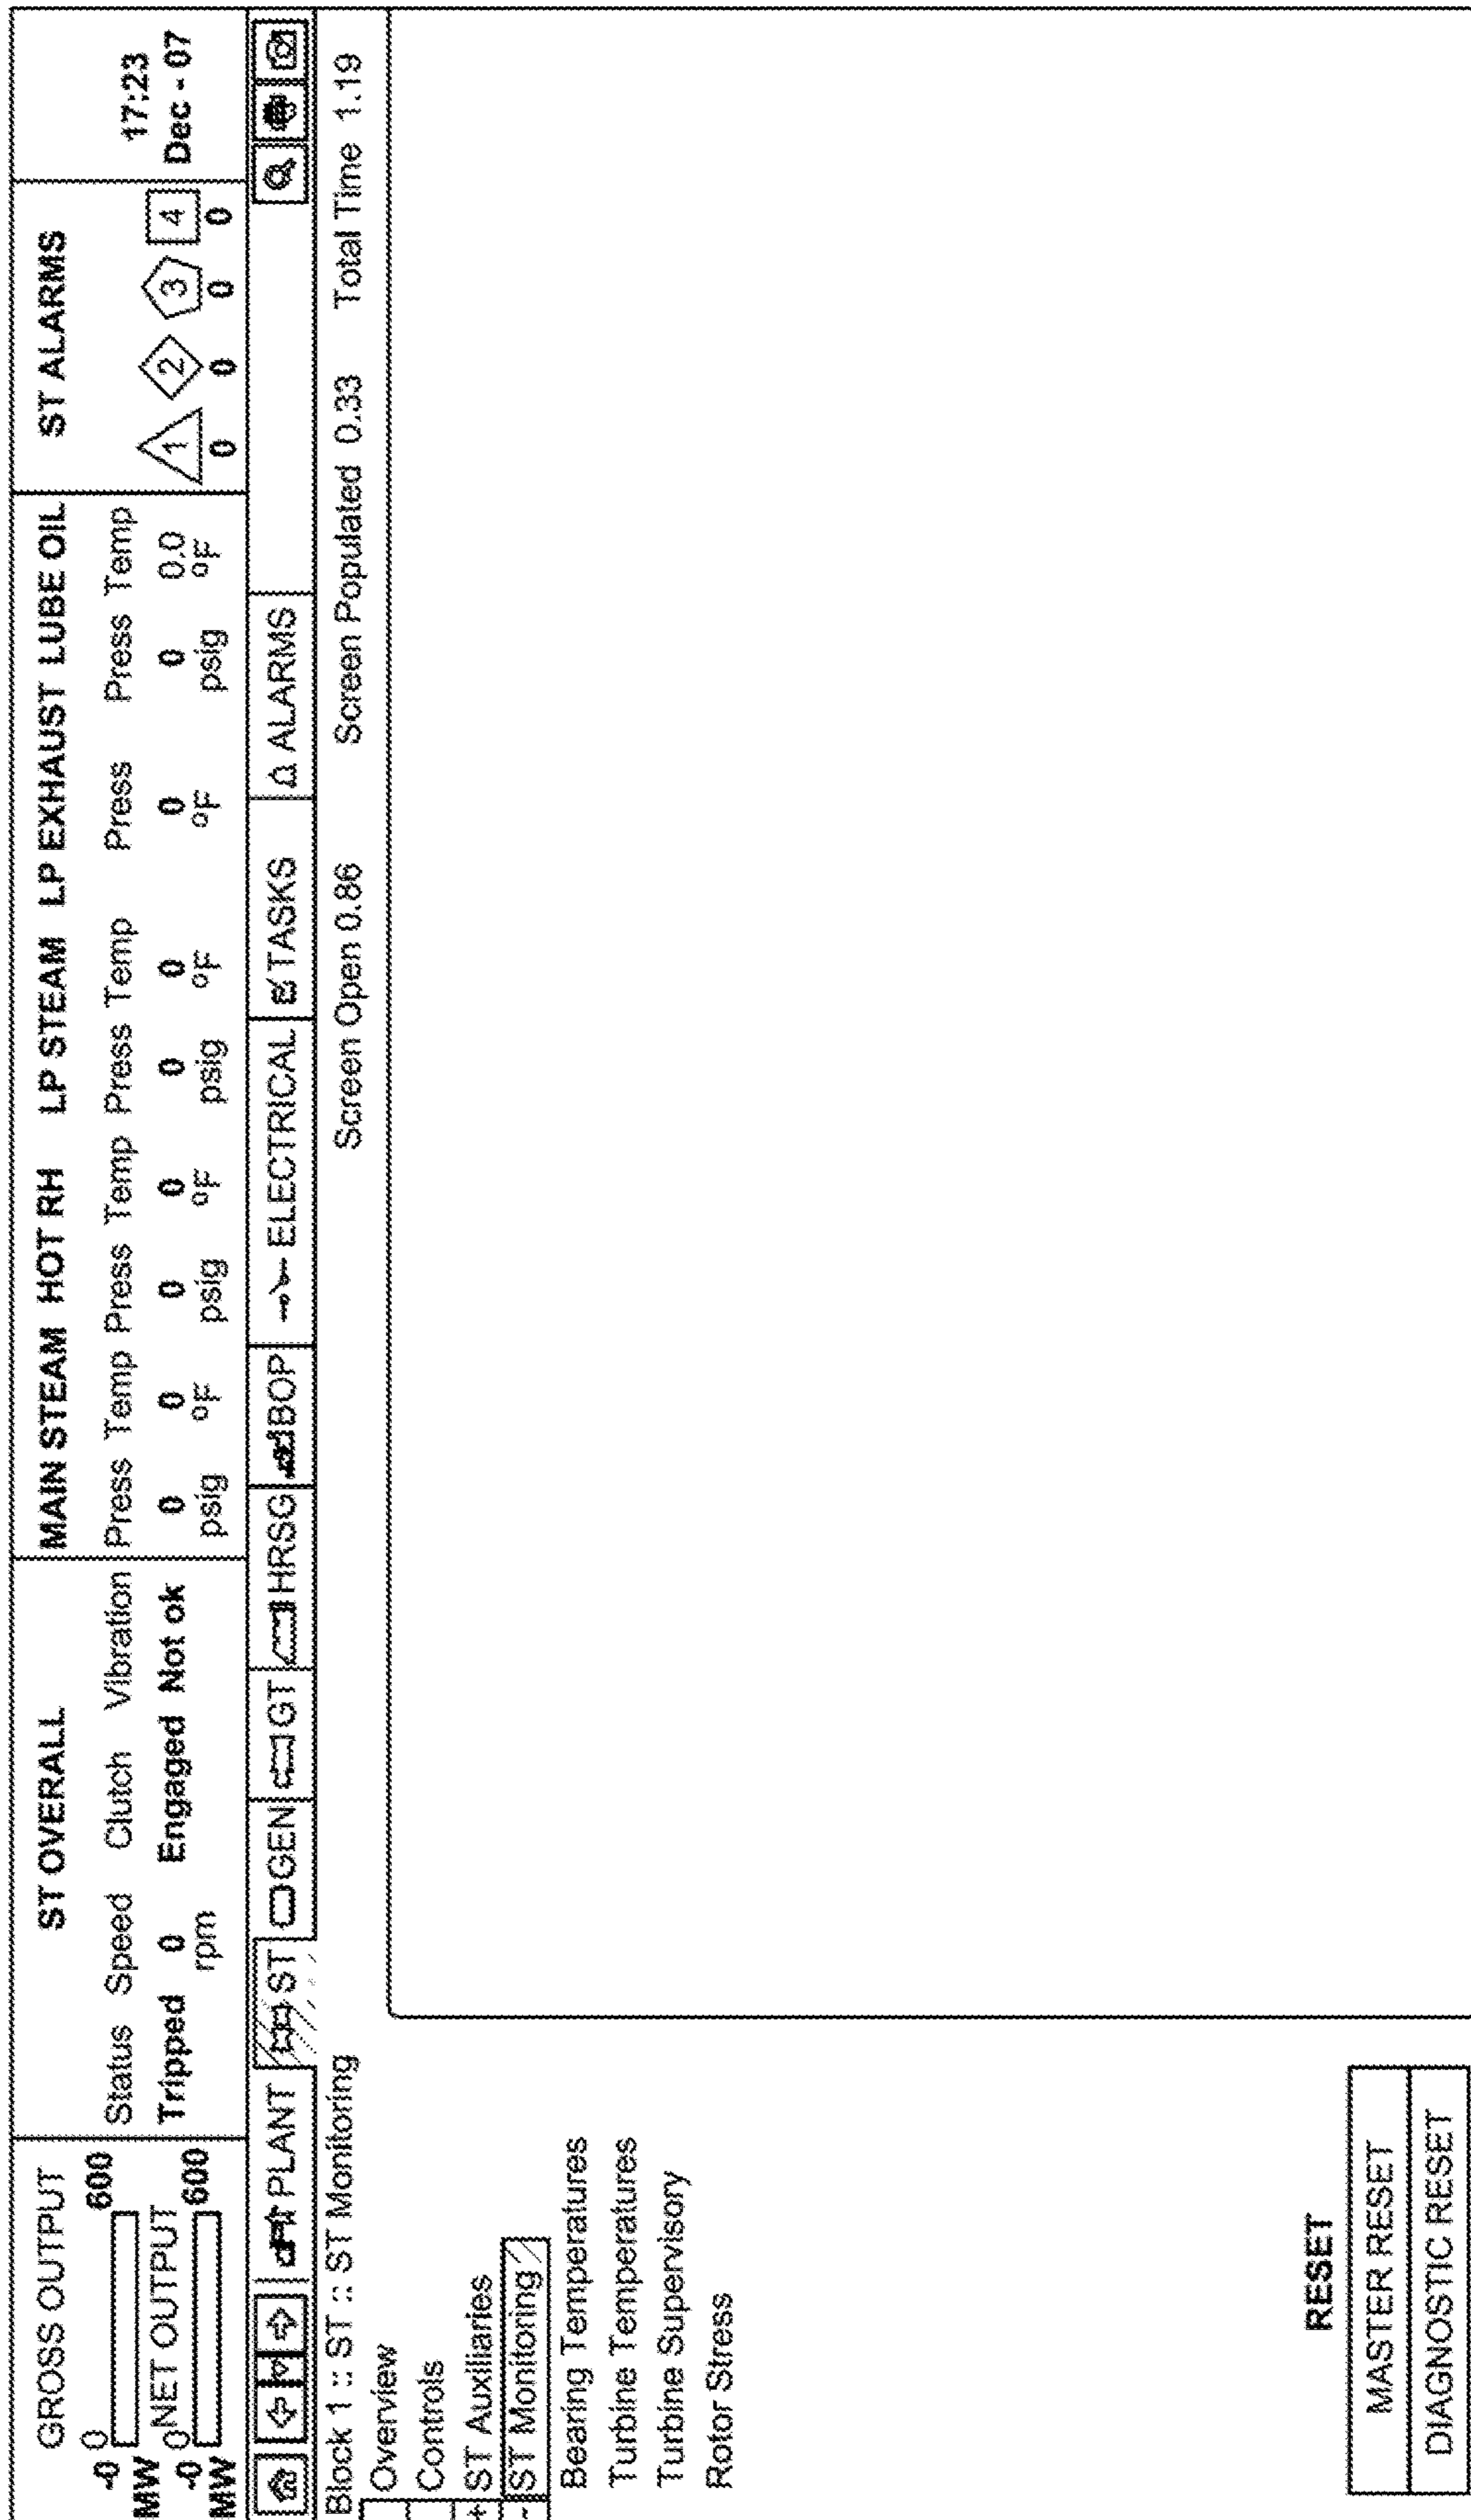 GROSS OUTPUT
0 600
-0
MW
NET OUTPUT
0 600
-0
MW
ST OVERALL
Status Speed Clutch Vibration
Tripped 0 Engaged Not ok
rpm
MAIN STEAM HOT RH LP STEAM LP EXHAUST LUBE OIL
Press Temp Press Temp Press Temp Press Press Temp
0 0 0 0 0 0 0 0 0.0
psig °F psig °F psig °F °F psig °F
ST ALARMS
1 2 3 4
0 0 0 0
17:23
Dec - 07
PLANT ST GEN GT HRSG BOP ELECTRICAL TASKS ALARMS
Block 1 :: ST :: ST Monitoring Screen Open 0.86 Screen Populated 0.33 Total Time 1.19
Overview
Controls
+ ST Auxiliaries
- ST Monitoring
Bearing Temperatures
Turbine Temperatures
Turbine Supervisory
Rotor Stress
RESET
MASTER RESET
DIAGNOSTIC RESET